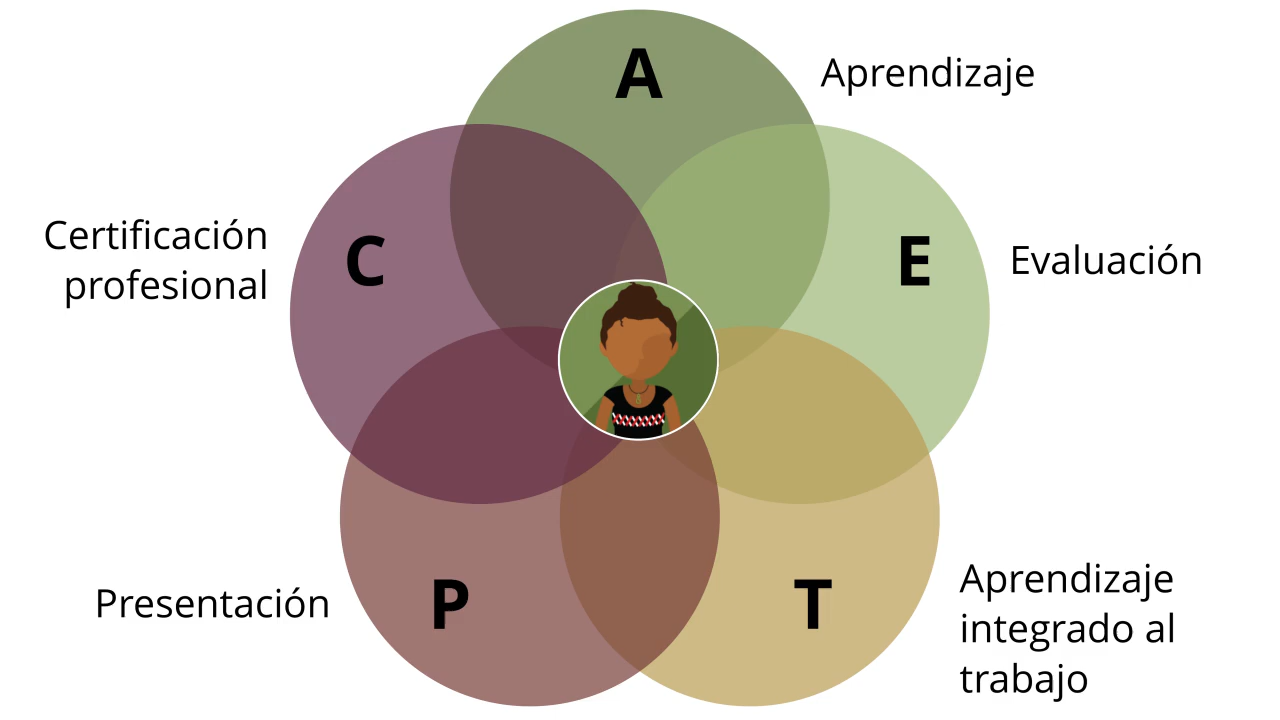 A
Aprendizaje
E
Evaluación
T
Aprendizaje
integrado al
trabajo
P
Presentación
C
Certificación
profesional